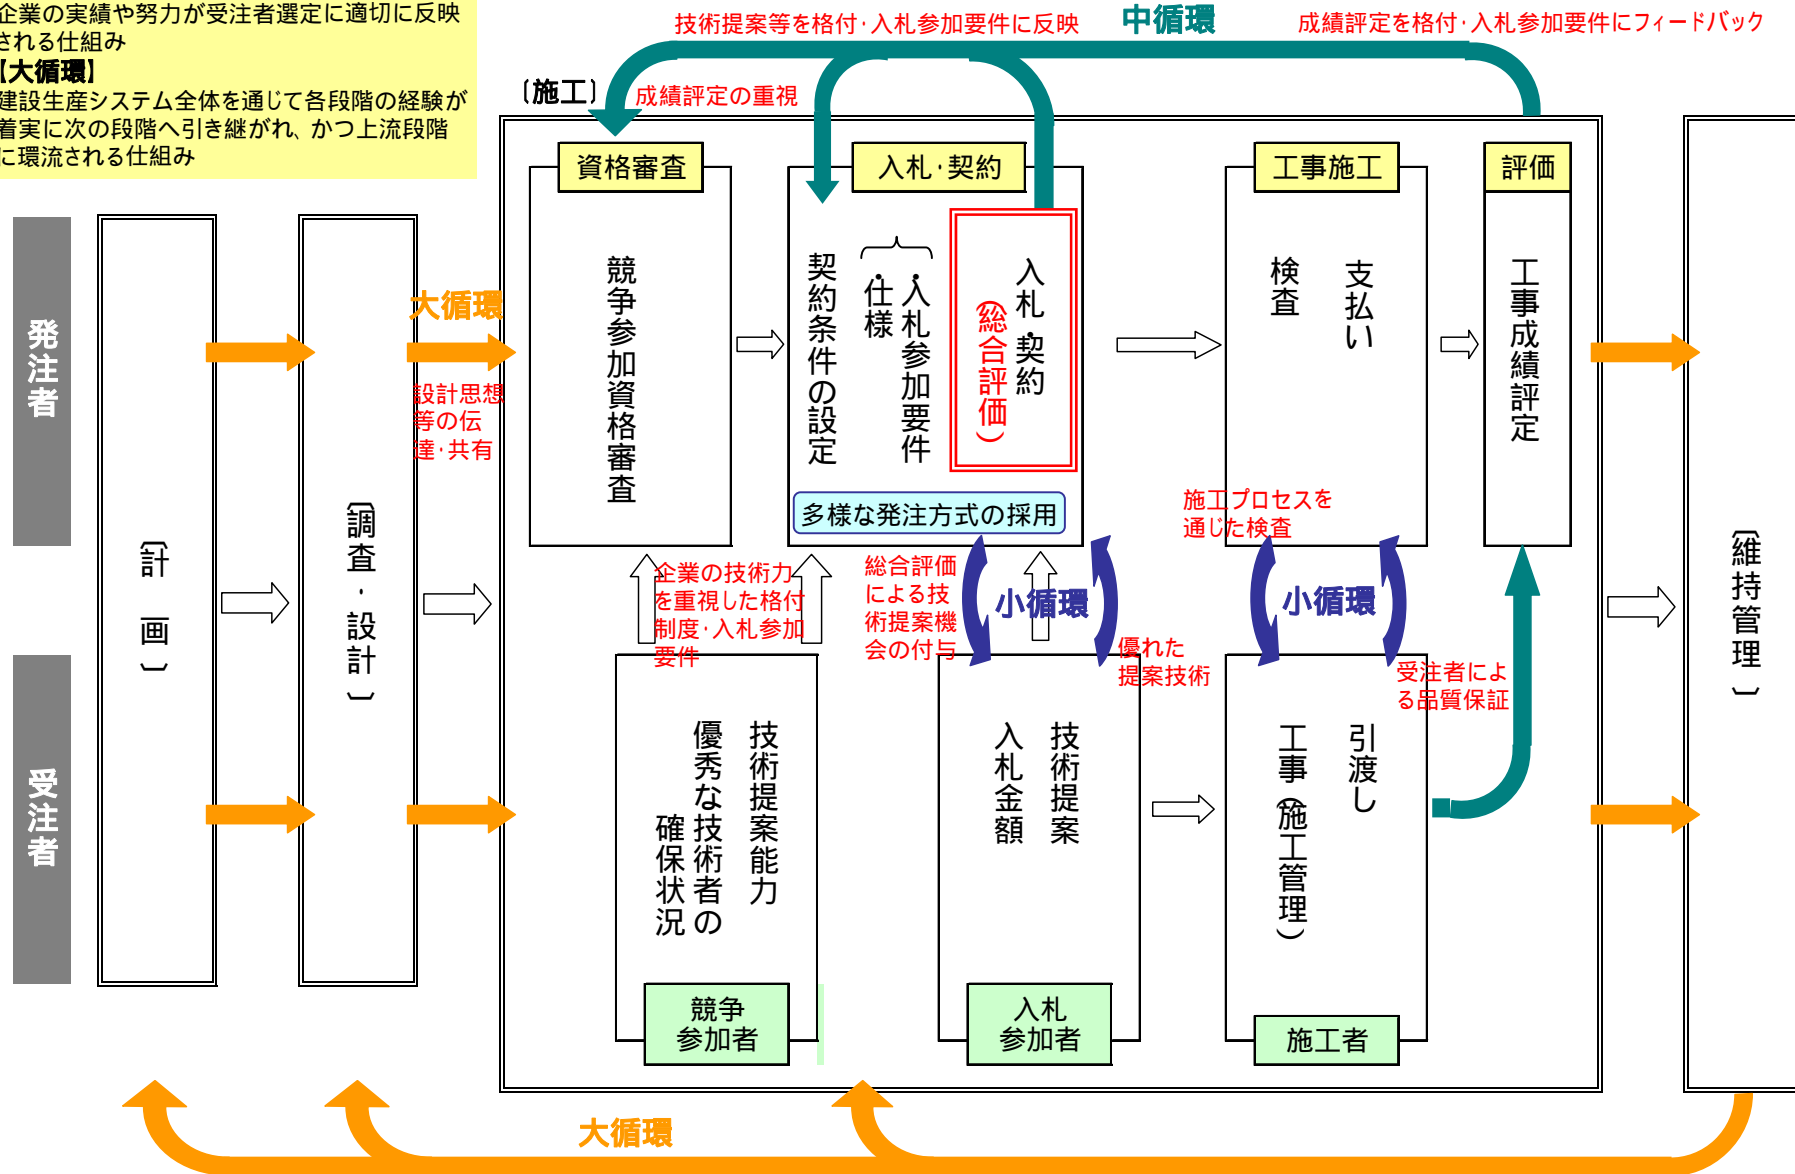 企業の実績や努力が受注者選定に適切に反映
される仕組み
【大循環】
建設生産システム全体を通じて各段階の経験が
着実に次の段階へ引き継がれ、かつ上流段階
に環流される仕組み
技術提案等を格付・入札参加要件に反映
中循環
成績評定を格付・入札参加要件にフィードバック
〔施工〕
成績評定の重視
資格審査
入札・契約
工事施工
評価
発注者
受注者
〔計 画〕
〔調査・設計〕
大循環
設計思想
等の伝
達・共有
競争参加資格審査
契約条件の設定
・仕様
・入札参加要件
入札・契約
（総合評価）
多様な発注方式の採用
検査
支払い
工事成績評定
施工プロセスを
通じた検査
〔維持管理〕
企業の技術力
を重視した格付
制度・入札参加
要件
総合評価
による技
術提案機
会の付与
小循環
優れた
提案技術
小循環
受注者によ
る品質保証
技術提案能力
優秀な技術者の
確保状況
技術提案
入札金額
引渡し
工事（施工管理）
競争
参加者
入札
参加者
施工者
大循環